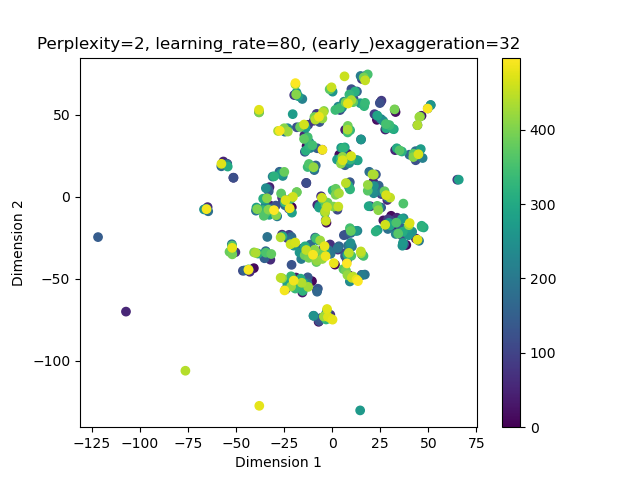 Perplexity=2, learning_rate=80, (early_)exaggeration=32
Dimension 2
50
0
−50
−100
−125 −100 −75 −50 −25 0 25 50 75
Dimension 1
400
300
200
100
0